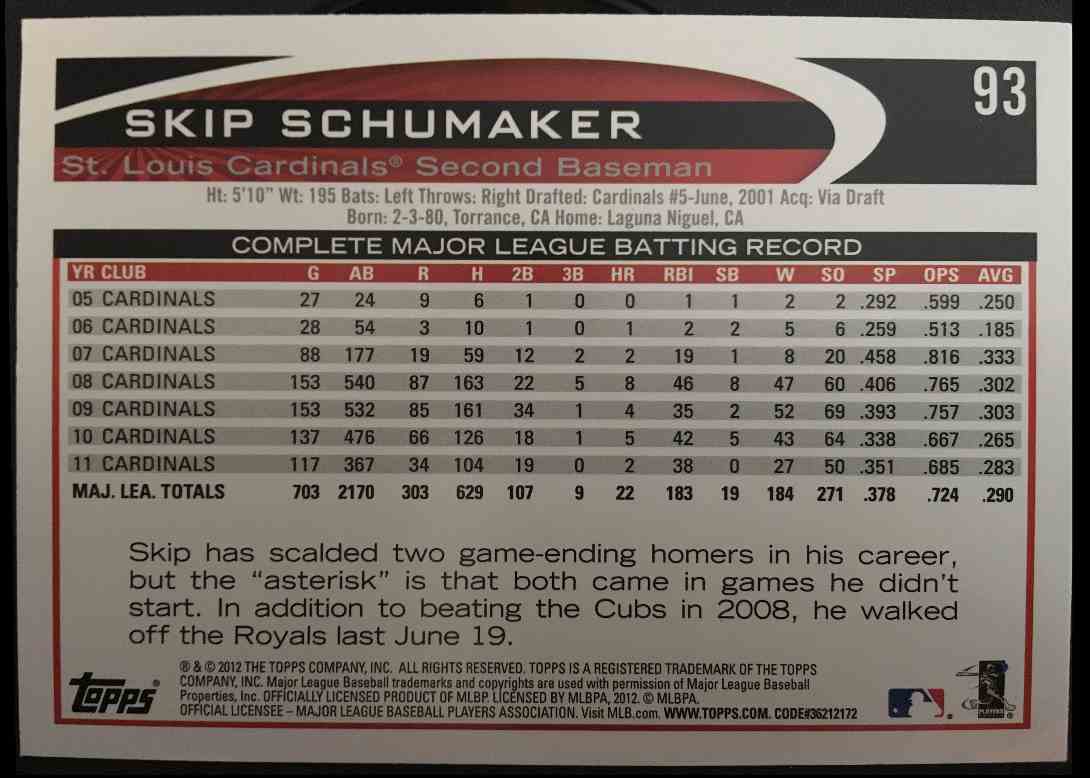 93
SKIP SCHUMAKER
St. Louis Cardinals® Second Baseman
Ht: 5'10" Wt: 195 Bats: Left Throws: Right Drafted: Cardinals #5-June, 2001 Acq: Via Draft
Born: 2-3-80, Torrance, CA Home: Laguna Niguel, CA
COMPLETE MAJOR LEAGUE BATTING RECORD
YR CLUB G AB R H 2B 3B HR RBI SB W SO SP OPS AVG
05 CARDINALS 27 24 9 6 1 0 0 1 1 2 2 .292 .599 .250
06 CARDINALS 28 54 3 10 1 0 1 2 2 5 6 .259 .513 .185
07 CARDINALS 88 177 19 59 12 2 2 19 1 8 20 .458 .816 .333
08 CARDINALS 153 540 87 163 22 5 8 46 8 47 60 .406 .765 .302
09 CARDINALS 153 532 85 161 34 1 4 35 2 52 69 .393 .757 .303
10 CARDINALS 137 476 66 126 18 1 5 42 5 43 64 .338 .667 .265
11 CARDINALS 117 367 34 104 19 0 2 38 0 27 50 .351 .685 .283
MAJ. LEA. TOTALS 703 2170 303 629 107 9 22 183 19 184 271 .378 .724 .290
Skip has scalded two game-ending homers in his career,
but the "asterisk" is that both came in games he didn't
start. In addition to beating the Cubs in 2008, he walked
off the Royals last June 19.
Topps®
® & © 2012 THE TOPPS COMPANY, INC. ALL RIGHTS RESERVED. TOPPS IS A REGISTERED TRADEMARK OF THE TOPPS
COMPANY, INC. Major League Baseball trademarks and copyrights are used with permission of Major League Baseball
Properties, Inc. OFFICIALLY LICENSED PRODUCT OF MLBP. LICENSED BY MLBPA, 2012. © MLBPA.
OFFICIAL LICENSEE – MAJOR LEAGUE BASEBALL PLAYERS ASSOCIATION. Visit MLB.com. WWW.TOPPS.COM. CODE#36212172
PLAYERS